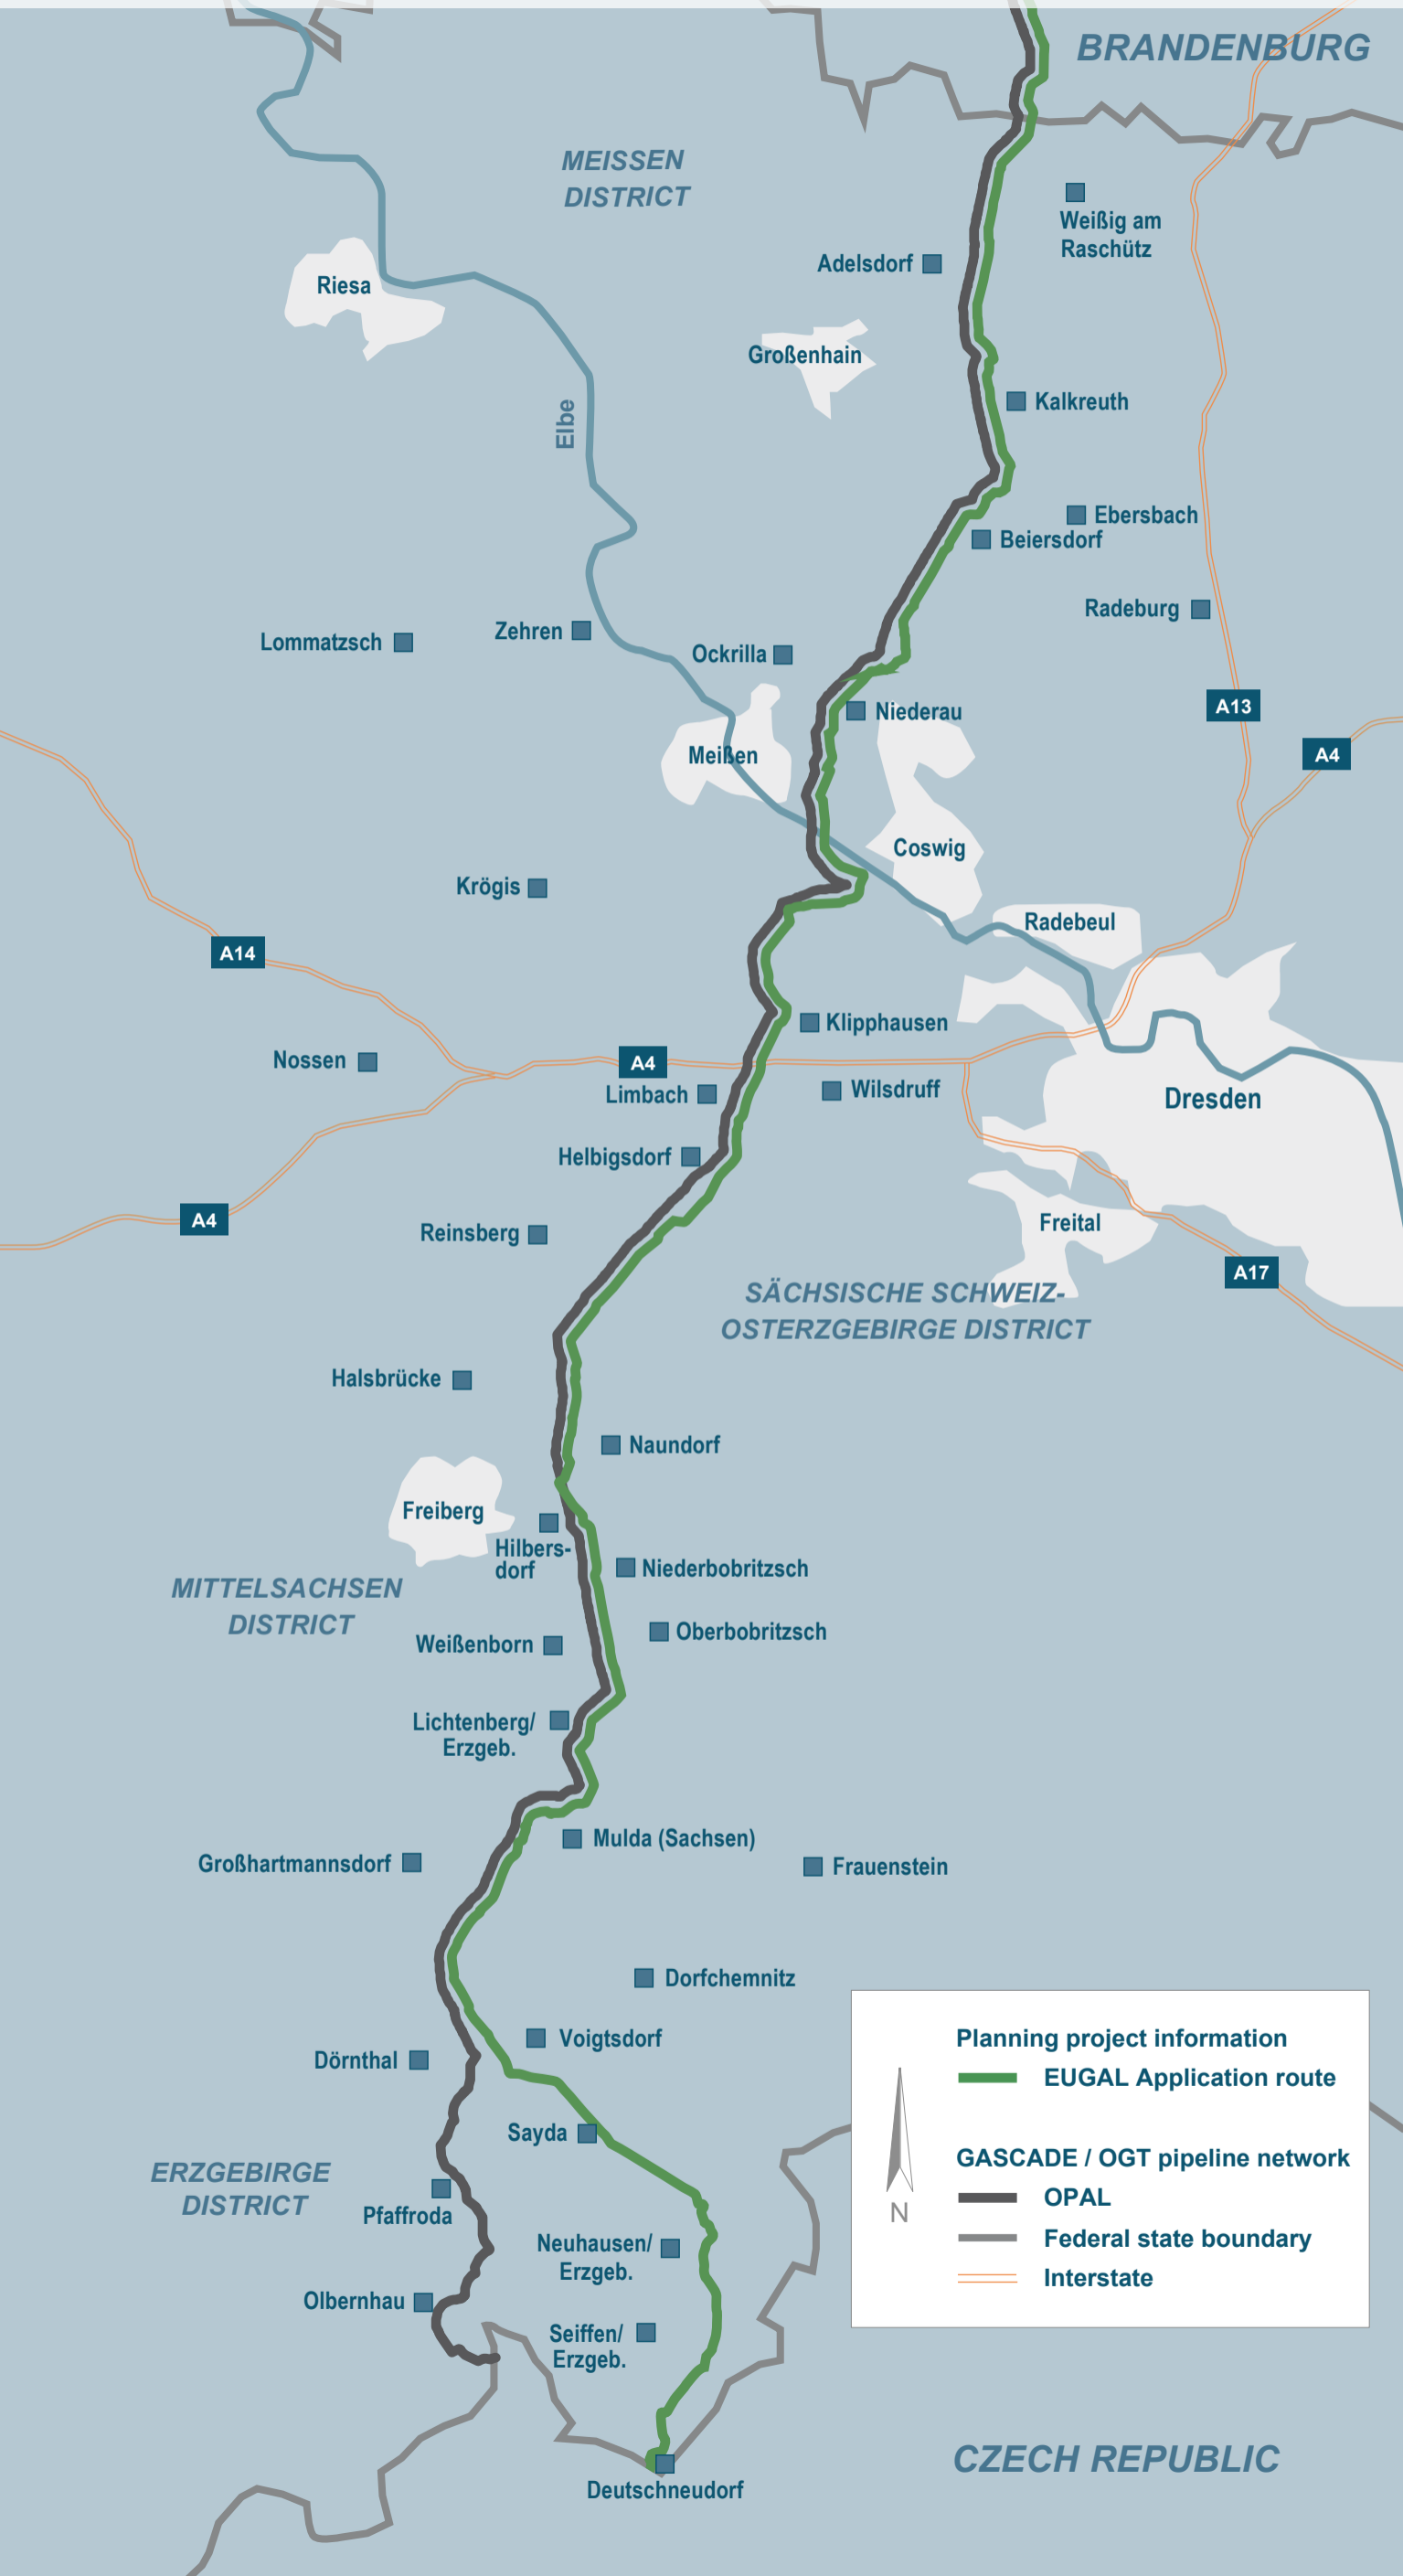 BRANDENBURG
MEISSEN
DISTRICT
Weißig am
Raschütz
Adelsdorf
Riesa
Großenhain
Kalkreuth
Elbe
Ebersbach
Beiersdorf
Radeburg
Zehren
Lommatzsch
Ockrilla
A13
Niederau
A4
Meißen
Coswig
Krögis
Radebeul
A14
Klipphausen
Nossen
A4
Limbach
Wilsdruff
Dresden
Helbigsdorf
A4
Reinsberg
Freital
A17
SÄCHSISCHE SCHWEIZ-
OSTERZGEBIRGE DISTRICT
Halsbrücke
Naundorf
Freiberg
Hilbers-
dorf
Niederbobritzsch
MITTELSACHSEN
DISTRICT
Oberbobritzsch
Weißenborn
Lichtenberg/
Erzgeb.
Mulda (Sachsen)
Großhartmannsdorf
Frauenstein
Dorfchemnitz
Voigtsdorf
Dörnthal
Sayda
ERZGEBIRGE
DISTRICT
Pfaffroda
Neuhausen/
Erzgeb.
Olbernhau
Seiffen/
Erzgeb.
Planning project information
EUGAL Application route
GASCADE / OGT pipeline network
OPAL
N
Federal state boundary
Interstate
CZECH REPUBLIC
Deutschneudorf